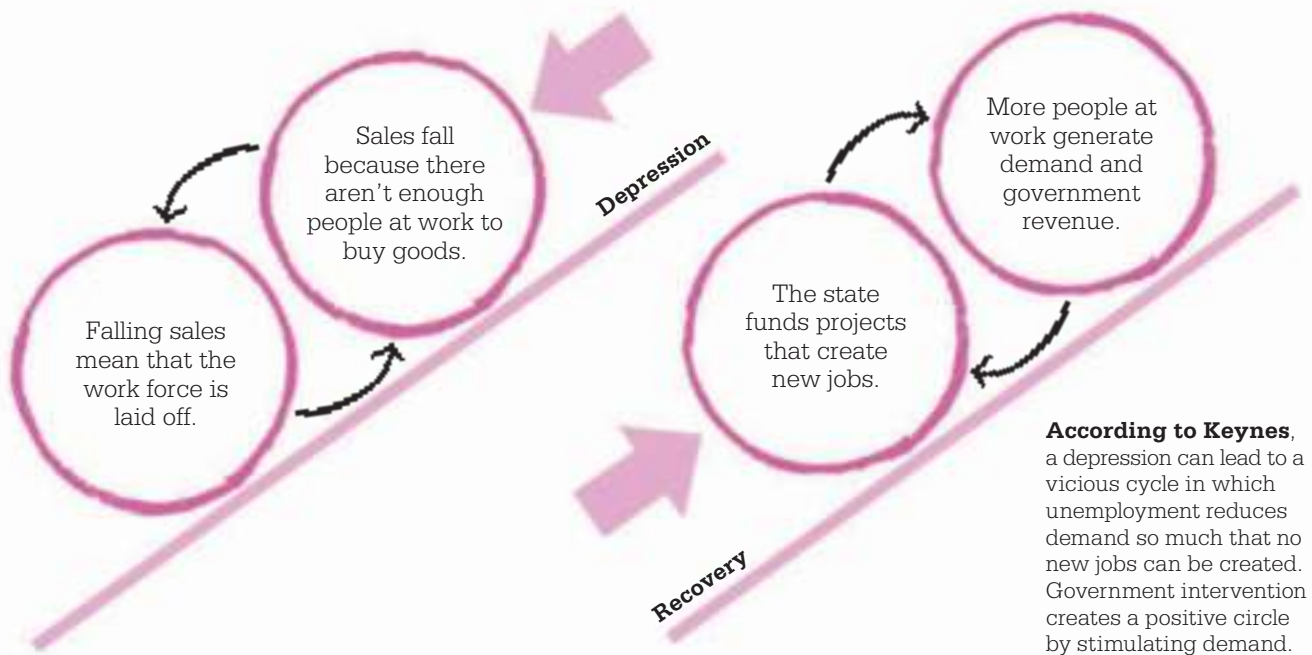 Sales fall
because there
aren't enough
people at work to
buy goods.
Falling sales
mean that the
work force is
laid off.
Depression
More people at
work generate
demand and
government
revenue.
The state
funds projects
that create
new jobs.
Recovery
According to Keynes,
a depression can lead to a
vicious cycle in which
unemployment reduces
demand so much that no
new jobs can be created.
Government intervention
creates a positive circle
by stimulating demand.